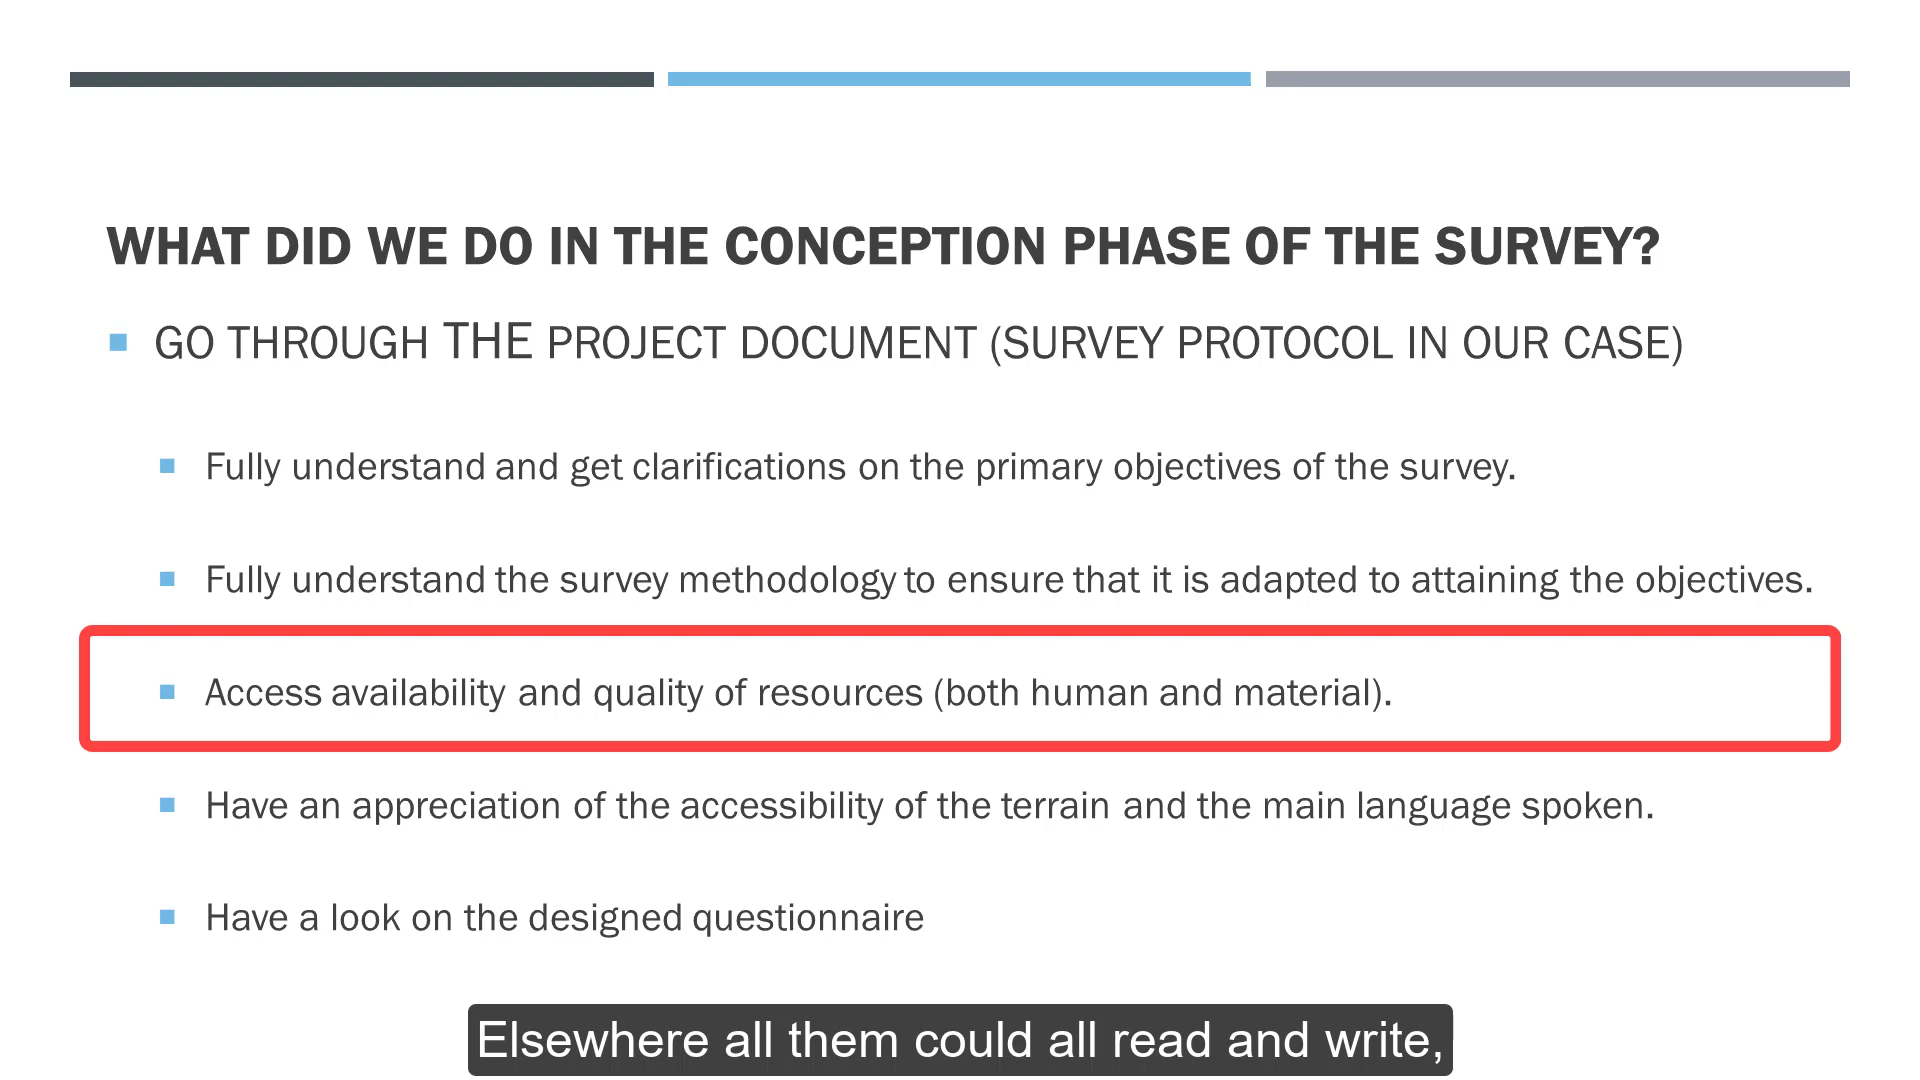 WHAT DID WE DO IN THE CONCEPTION PHASE OF THE SURVEY?
GO THROUGH THE PROJECT DOCUMENT (SURVEY PROTOCOL IN OUR CASE)
Fully understand and get clarifications on the primary objectives of the survey.
Fully understand the survey methodology to ensure that it is adapted to attaining the objectives.
Access availability and quality of resources (both human and material).
Have an appreciation of the accessibility of the terrain and the main language spoken.
Have a look on the designed questionnaire
Elsewhere all them could all read and write,